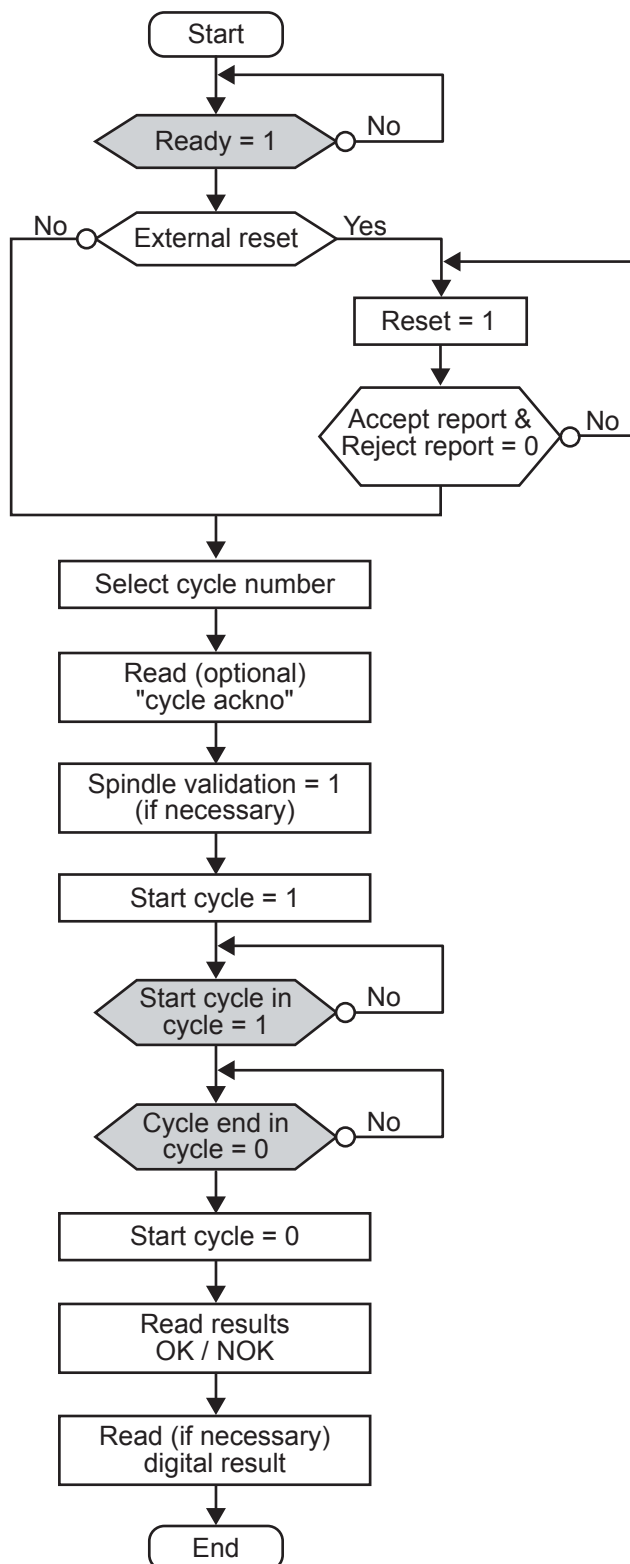 Start
No
Ready = 1
No
External reset
Yes
Reset = 1
Accept report &
Reject report = 0
No
Select cycle number
Read (optional)
"cycle ackno"
Spindle validation = 1
(if necessary)
Start cycle = 1
Start cycle in
cycle = 1
No
Cycle end in
cycle = 0
No
Start cycle = 0
Read results
OK / NOK
Read (if necessary)
digital result
End